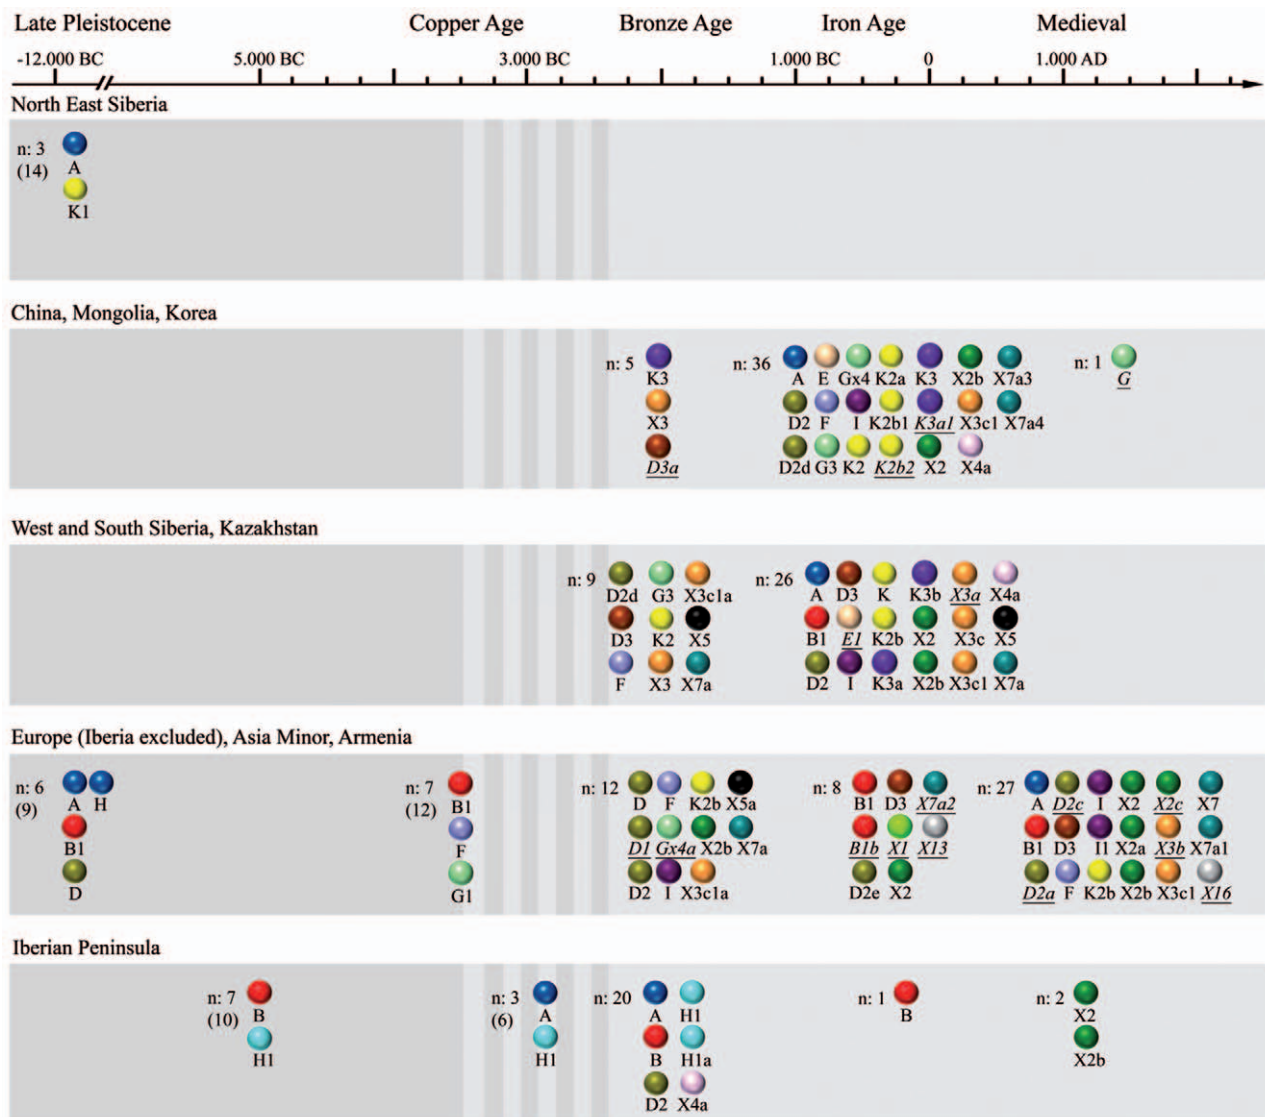 Late Pleistocene Copper Age Bronze Age Iron Age Medieval
-12.000 BC 5.000 BC 3.000 BC 1.000 BC 0 1.000 AD
North East Siberia
n: 3
(14)
A
K1
China, Mongolia, Korea
n: 5 n: 36 n: 1
K3 A E Gx4 K2a K3 X2b X7a3 G
X3 D2 F I K2b1 K3a1 X3c1 X7a4
D3a D2d G3 K2 K2b2 X2 X4a
West and South Siberia, Kazakhstan
n: 9 n: 26
D2d G3 X3c1a A D3 K K3b X3a X4a
D3 K2 X5 B1 E1 K2b X2 X3c X5
F X3 X7a D2 I K3a X2b X3c1 X7a
Europe (Iberia excluded), Asia Minor, Armenia
n: 6 n: 7 n: 12 n: 8 n: 27
(9) (12)
A H B1 D F K2b X5a B1 D3 X7a2 A D2c I X2 X2c X7
B1 F D1 Gx4a X2b X7a B1b X1 X13 B1 D3 I1 X2a X3b X7a1
D G1 D2 I X3c1a D2e X2 D2a F K2b X2b X3c1 X16
Iberian Peninsula
n: 7 n: 3 n: 20 n: 1 n: 2
(10) (6)
B A A H1 B X2
H1 H1 B H1a X2b
D2 X4a